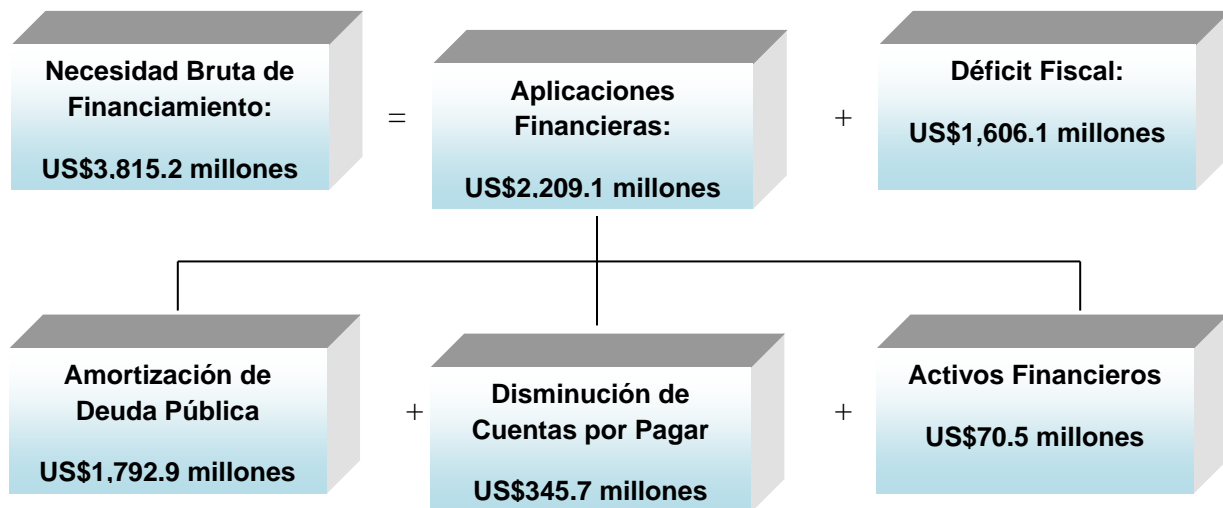 Necesidad Bruta de
Financiamiento:
US$3,815.2 millones
=
Aplicaciones
Financieras:
US$2,209.1 millones
+
Déficit Fiscal:
US$1,606.1 millones
Amortización de
Deuda Pública
US$1,792.9 millones
+
Disminución de
Cuentas por Pagar
US$345.7 millones
+
Activos Financieros
US$70.5 millones